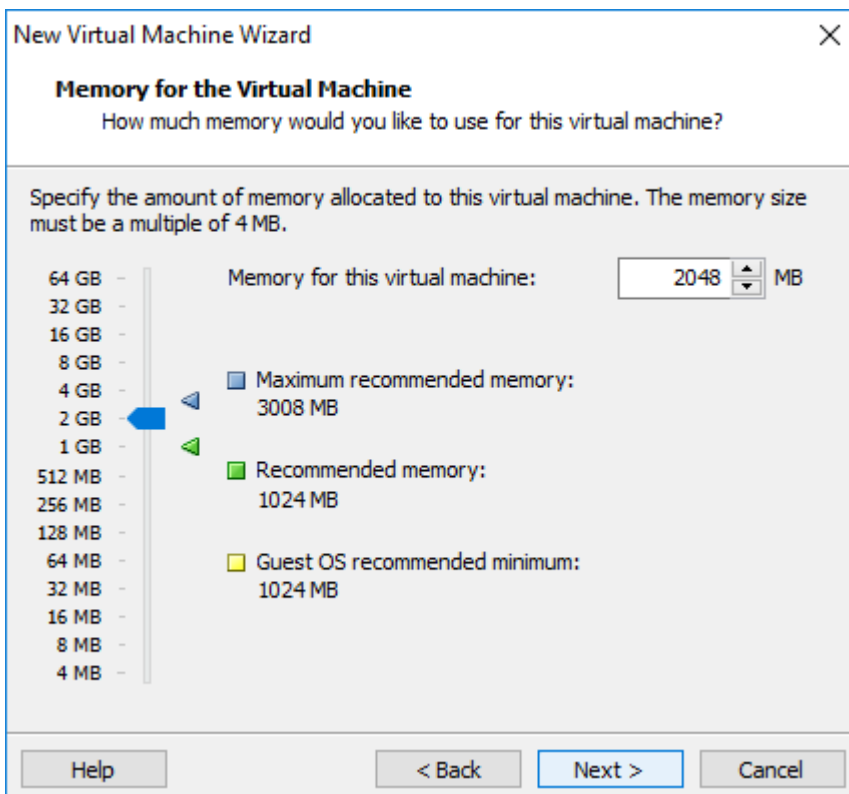 New Virtual Machine Wizard
Memory for the Virtual Machine
How much memory would you like to use for this virtual machine?
Specify the amount of memory allocated to this virtual machine. The memory size
must be a multiple of 4 MB.
64 GB
32 GB
16 GB
8 GB
4 GB
2 GB
1 GB
512 MB
256 MB
128 MB
64 MB
32 MB
16 MB
8 MB
4 MB
Memory for this virtual machine: 2048 MB
Maximum recommended memory:
3008 MB
Recommended memory:
1024 MB
Guest OS recommended minimum:
1024 MB
Help
< Back
Next >
Cancel